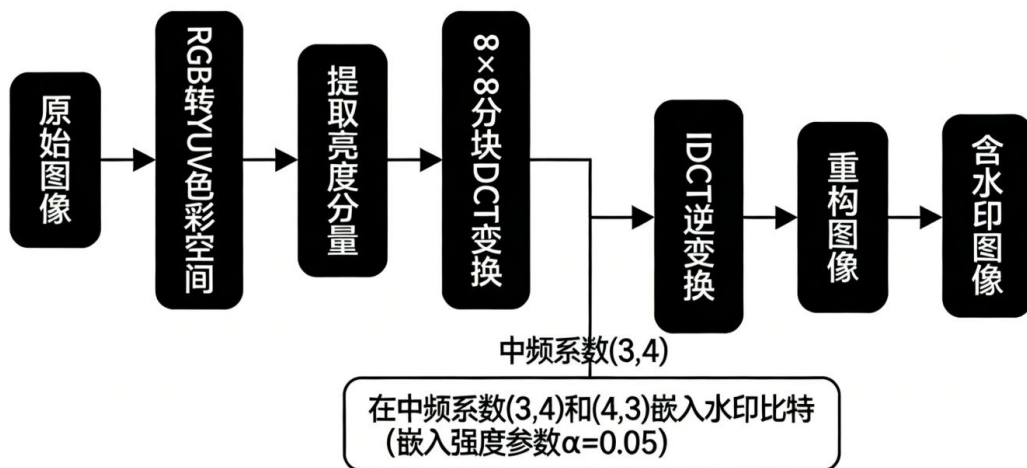 原始图像
RGB转YUV色彩空间
提取亮度分量
8×8分块DCT变换
IDCT逆变换
重构图像
含水印图像
中频系数(3,4)
在中频系数(3,4)和(4,3)嵌入水印比特
(嵌入强度参数α=0.05)